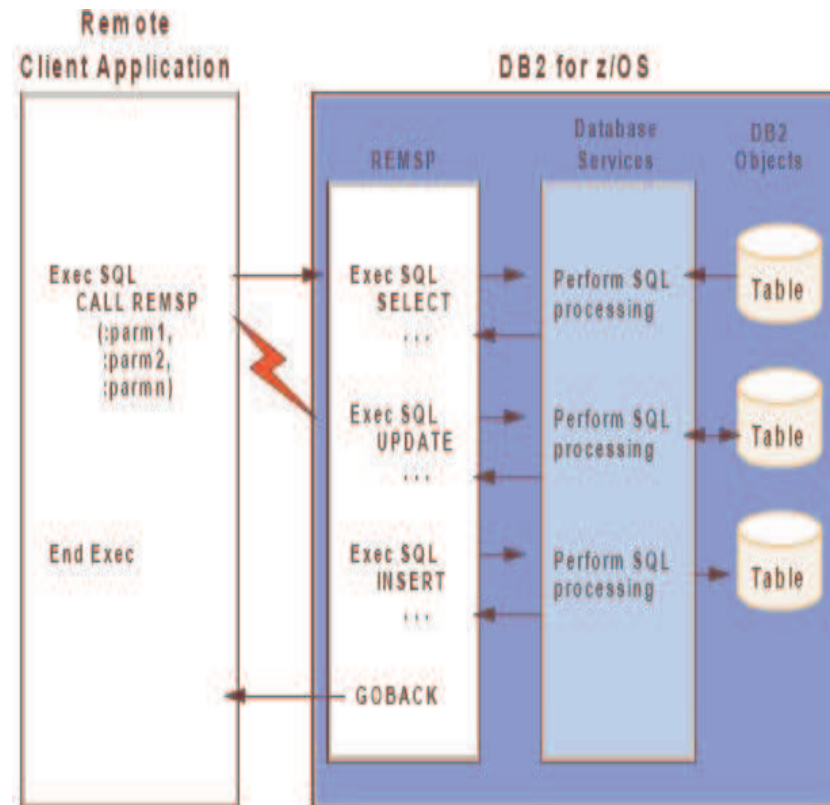 Remote
Client Application
DB2 for z/OS
REMSP
Database
Services
DB2
Objects
Exec SQL
CALL REMSP
(:parm1,
:parm2,
:parmn)
End Exec
Exec SQL
SELECT
...
Exec SQL
UPDATE
...
Exec SQL
INSERT
...
GOBACK
Perform SQL
processing
Perform SQL
processing
Perform SQL
processing
Table
Table
Table